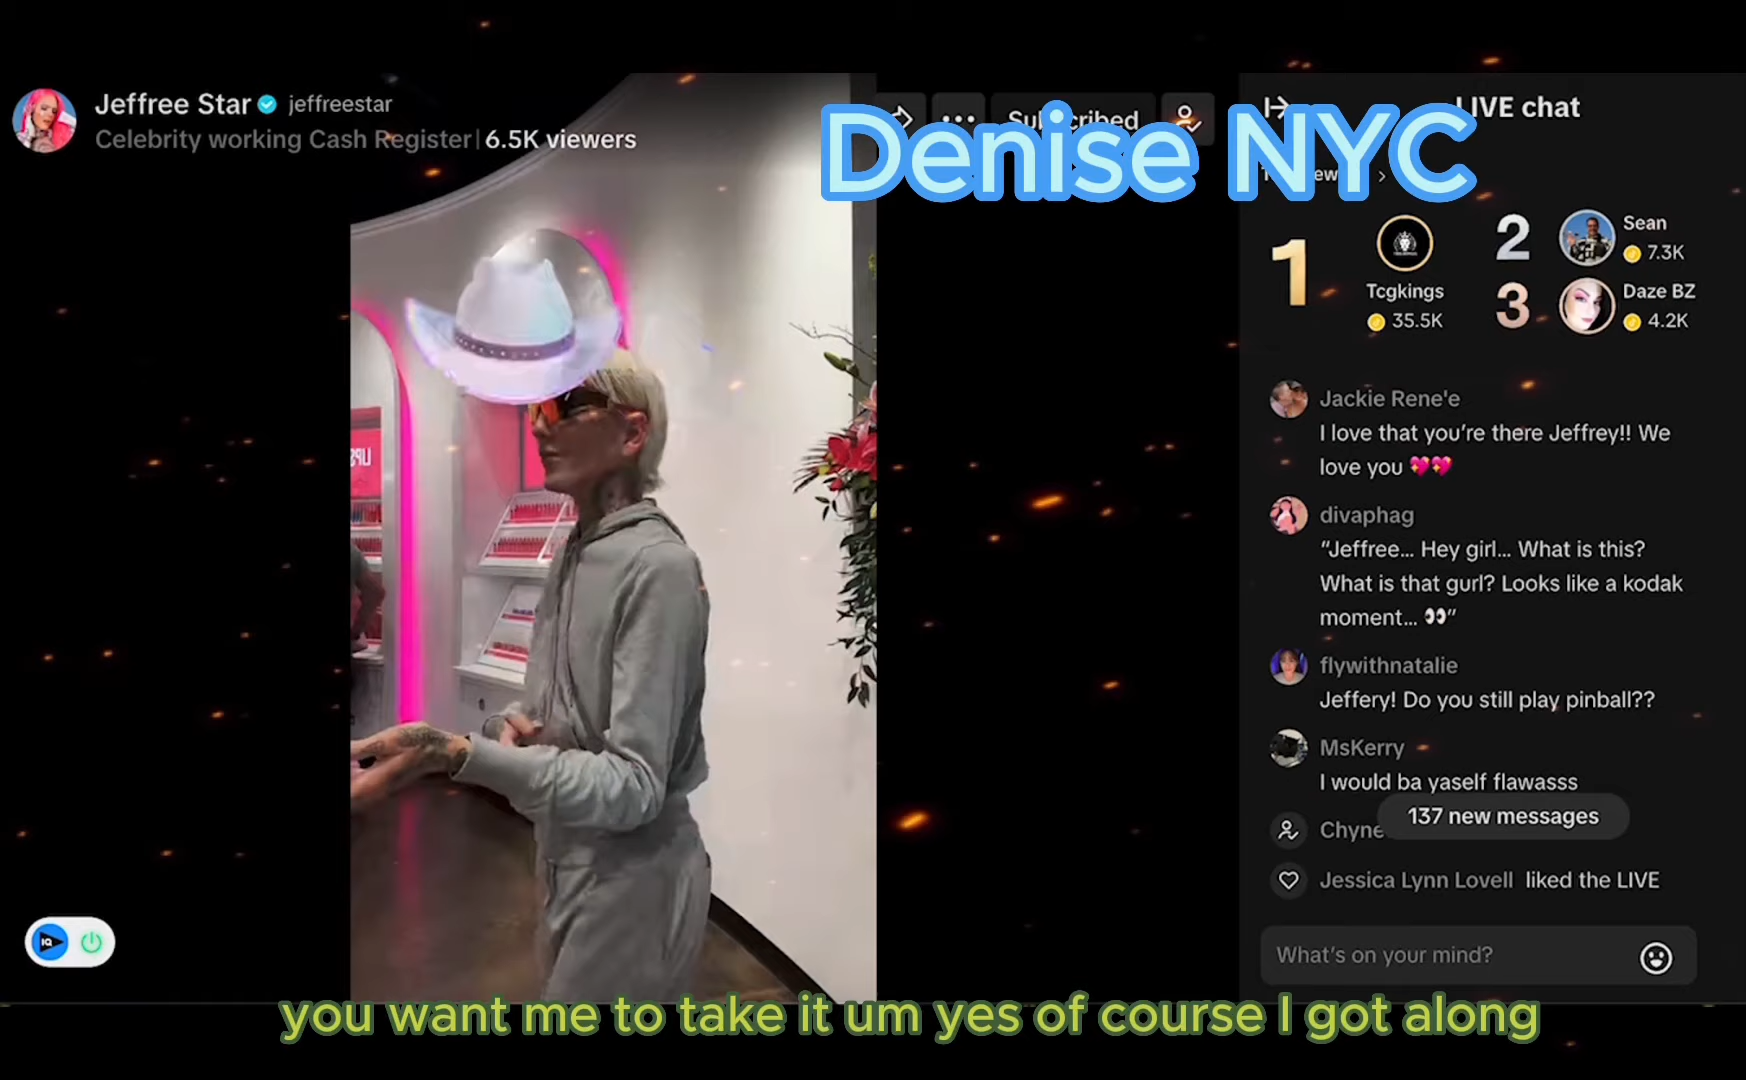 Jeffree Star jeffreestar
Celebrity working Cash Register | 6.5K viewers
Subscribed
Denise NYC
LIVE chat
1
Tcgkings
35.5K
2
Sean
7.3K
3
Daze BZ
4.2K
LIPS
Jackie Rene'e
I love that you're there Jeffrey!! We
love you 💖💖
divaphag
“Jeffree... Hey girl... What is this?
What is that gurl? Looks like a kodak
moment... 👀”
flywithnatalie
Jeffery! Do you still play pinball??
MsKerry
I would ba yaself flawasss
137 new messages
Chyne
Jessica Lynn Lovell liked the LIVE
IQ
What's on your mind?
you want me to take it um yes of course I got along